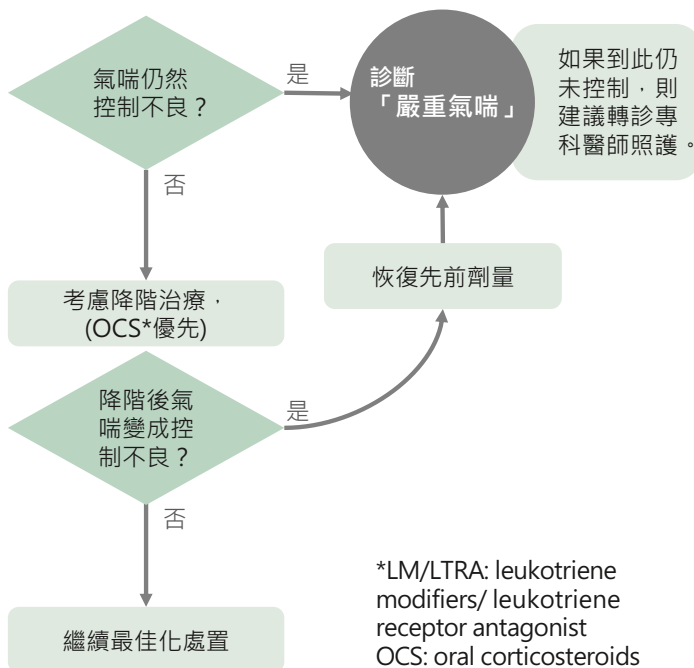 氣喘仍然
控制不良？
是
診斷
「嚴重氣喘」
如果到此仍
未控制，則
建議轉診專
科醫師照護。
否
考慮降階治療，
(OCS*優先)
恢復先前劑量
降階後氣
喘變成控
制不良？
是
否
繼續最佳化處置
*LM/LTRA: leukotriene
modifiers/ leukotriene
receptor antagonist
OCS: oral corticosteroids